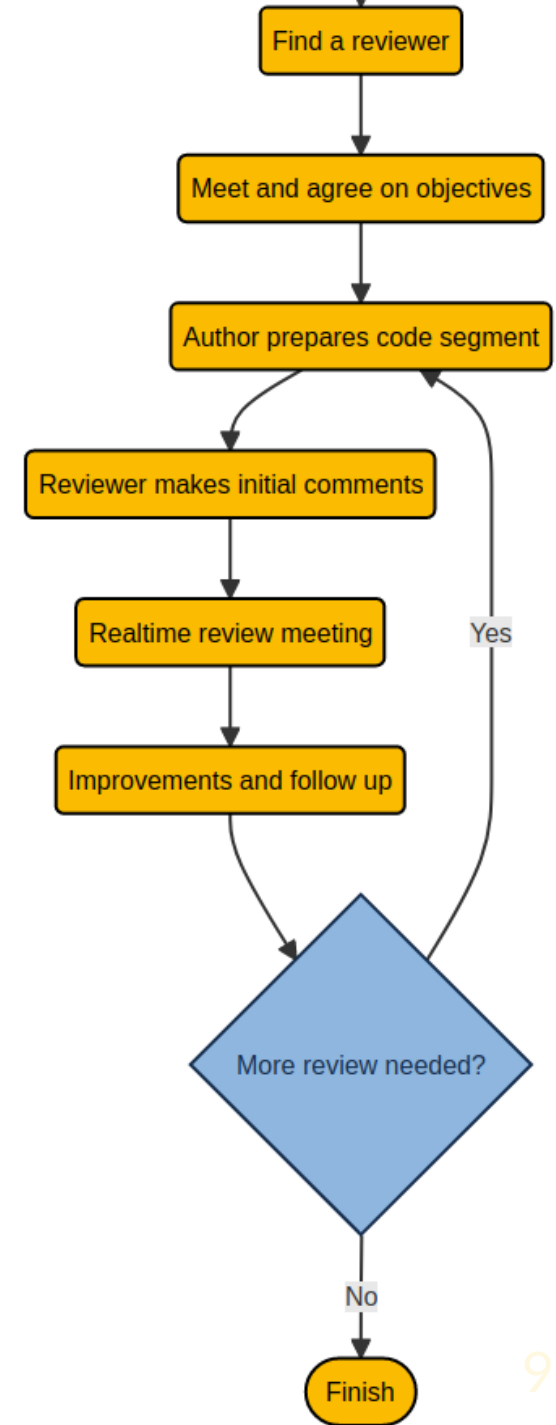 Find a reviewer
Meet and agree on objectives
Author prepares code segment
Reviewer makes initial comments
Realtime review meeting
Yes
Improvements and follow up
More review needed?
No
Finish
9